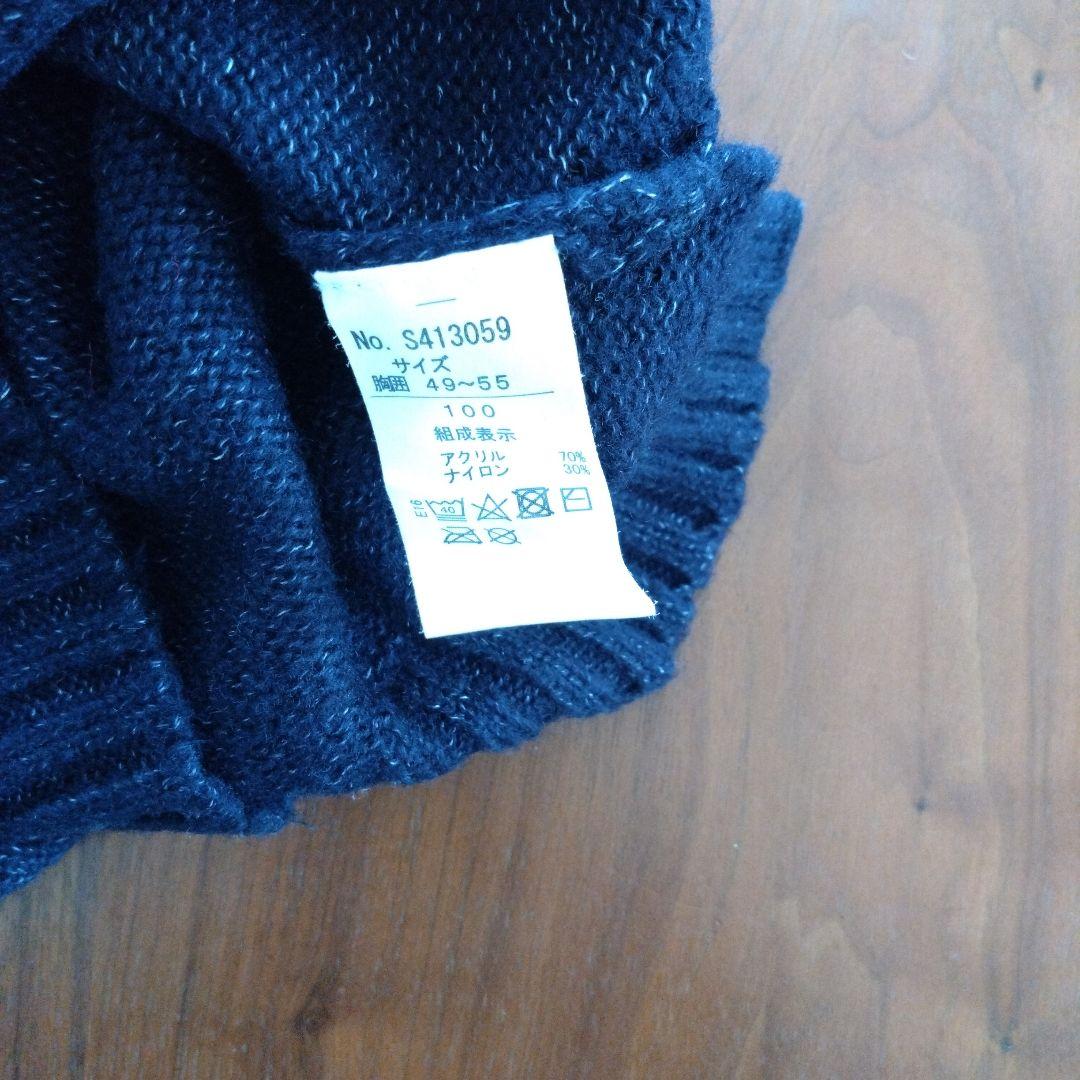 No. S413059
サイズ
胸囲 49〜55
100
組成表示
アクリル 70%
ナイロン 30%
E116 40